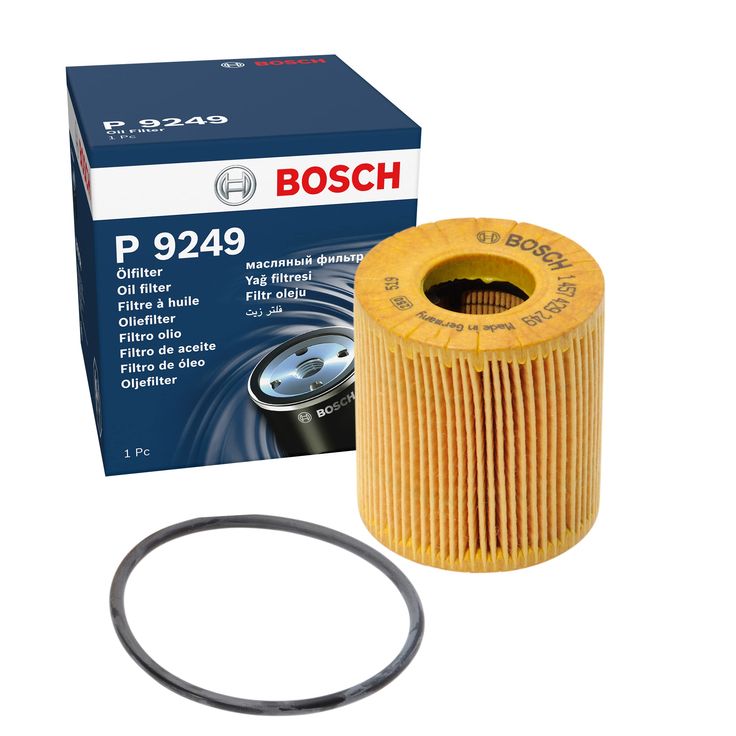 BOSCH
P 9249
Oil Filter
1 Pc
BOSCH
P 9249
Ölfilter
Oil filter
Filtre à huile
Oliefilter
Filtro olio
Filtro de aceite
Filtro de óleo
Oljefilter
масляный фильтр
Yağ filtresi
Filtr oleju
فلتر زيت
BOSCH
1 Pc
BOSCH 1 457 429 249
Made in Germany
519